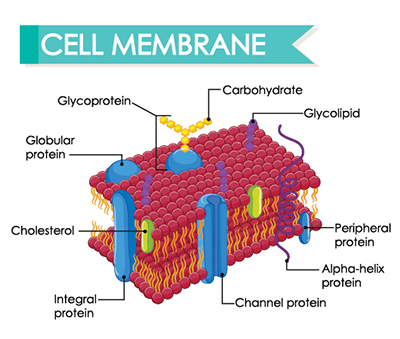 CELL MEMBRANE
Carbohydrate
Glycoprotein
Glycolipid
Globular
protein
Cholesterol
Peripheral
protein
Alpha-helix
protein
Integral
protein
Channel protein